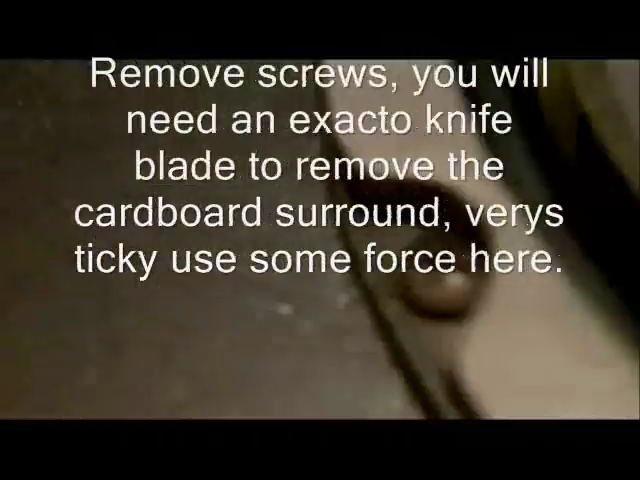 Remove screws, you will
need an exacto knife
blade to remove the
cardboard surround, verys
ticky use some force here.